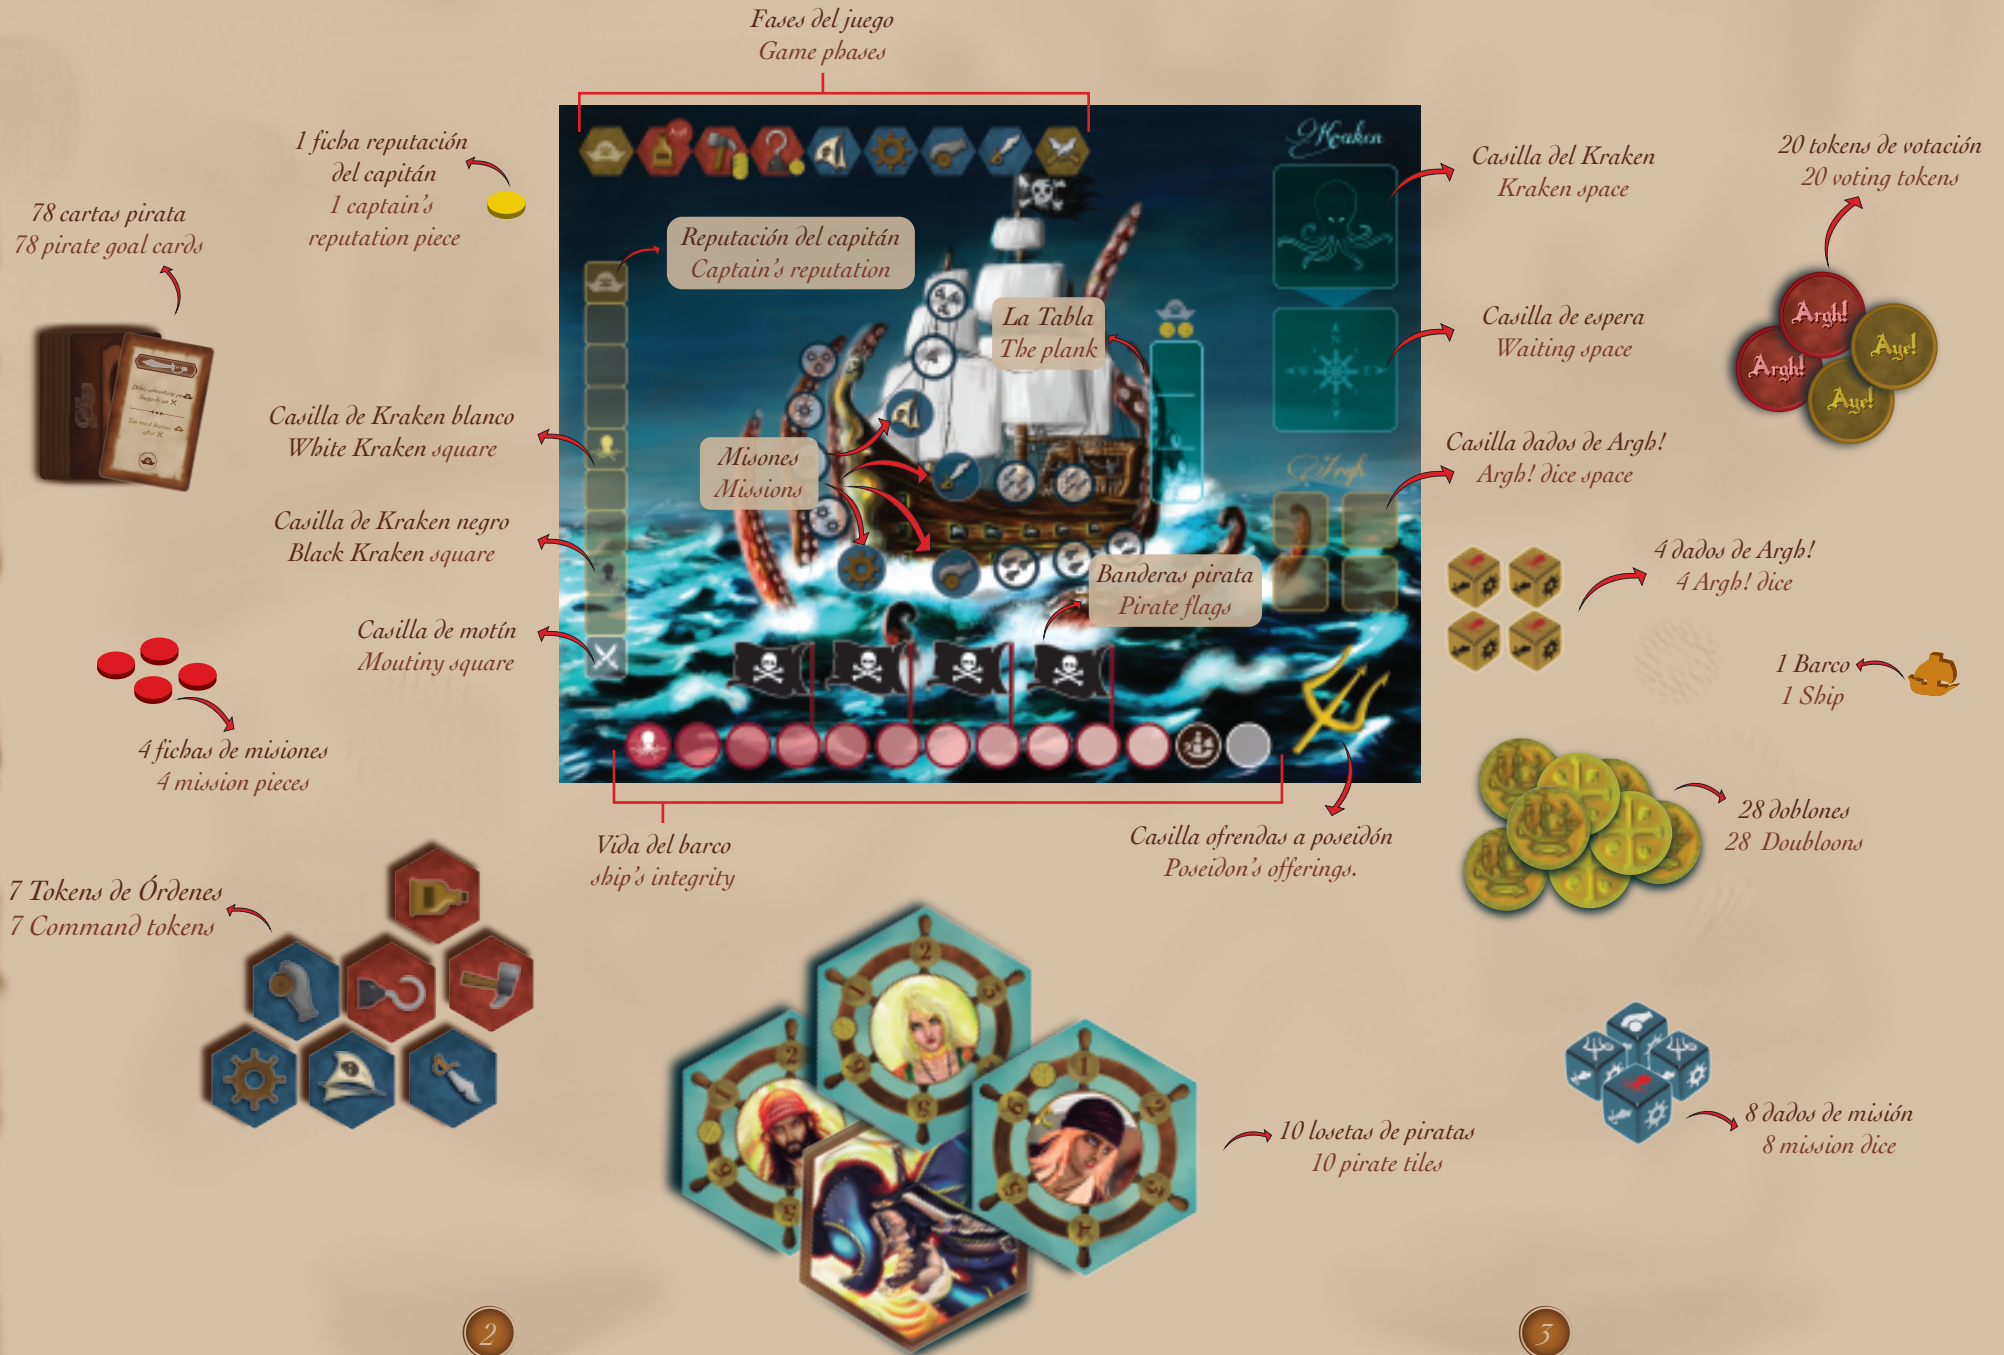 Fases del juego
Game phases
1 ficha reputación
del capitán
1 captain's
reputation piece
78 cartas pirata
78 pirate goal cards
Kraken
Casilla del Kraken
Kraken space
20 tokens de votación
20 voting tokens
Reputación del capitán
Captain's reputation
La Tabla
The plank
Casilla de espera
Waiting space
Argh!
Argh!
Aye!
Aye!
Casilla de Kraken blanco
White Kraken square
Misones
Missions
Casilla dados de Argh!
Argh! dice space
Argh
Casilla de Kraken negro
Black Kraken square
4 dados de Argh!
4 Argh! dice
Banderas pirata
Pirate flags
Casilla de motín
Moutiny square
1 Barco
1 Ship
4 fichas de misiones
4 mission pieces
28 doblones
28 Doubloons
Vida del barco
ship's integrity
Casilla ofrendas a poseidón
Poseidon's offerings.
7 Tokens de Órdenes
7 Command tokens
10 losetas de piratas
10 pirate tiles
8 dados de misión
8 mission dice
2
3